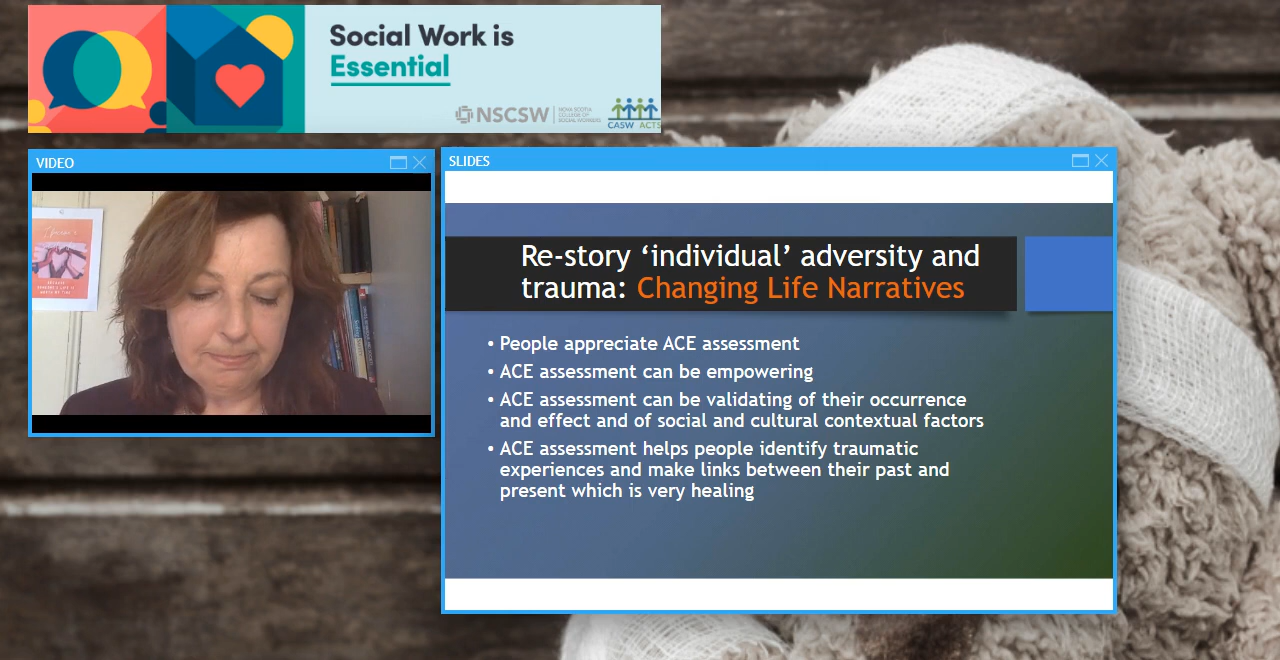 Social Work is
Essential
NSCSW
NOVA SCOTIA
COLLEGE OF
SOCIAL WORKERS
CASW ACTS
VIDEO
SLIDES
Re-story ‘individual’ adversity and
trauma: Changing Life Narratives
• People appreciate ACE assessment
• ACE assessment can be empowering
• ACE assessment can be validating of their occurrence
and effect and of social and cultural contextual factors
• ACE assessment helps people identify traumatic
experiences and make links between their past and
present which is very healing